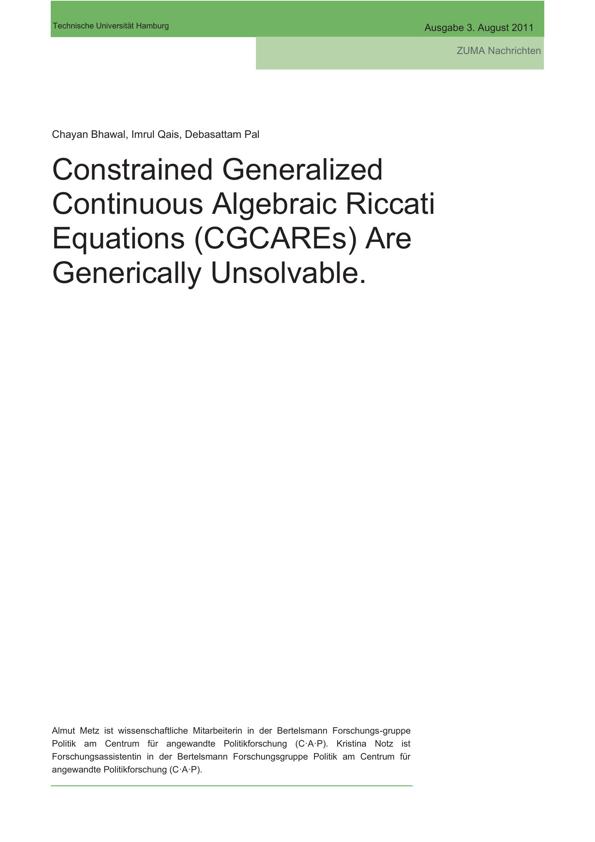 Technische Universität Hamburg
Ausgabe 3. August 2011
ZUMA Nachrichten
Chayan Bhawal, Imrul Qais, Debasattam Pal
Constrained Generalized
Continuous Algebraic Riccati
Equations (CGCAREs) Are
Generically Unsolvable.
Almut Metz ist wissenschaftliche Mitarbeiterin in der Bertelsmann Forschungs-gruppe
Politik am Centrum für angewandte Politikforschung (C·A·P). Kristina Notz ist
Forschungsassistentin in der Bertelsmann Forschungsgruppe Politik am Centrum für
angewandte Politikforschung (C·A·P).